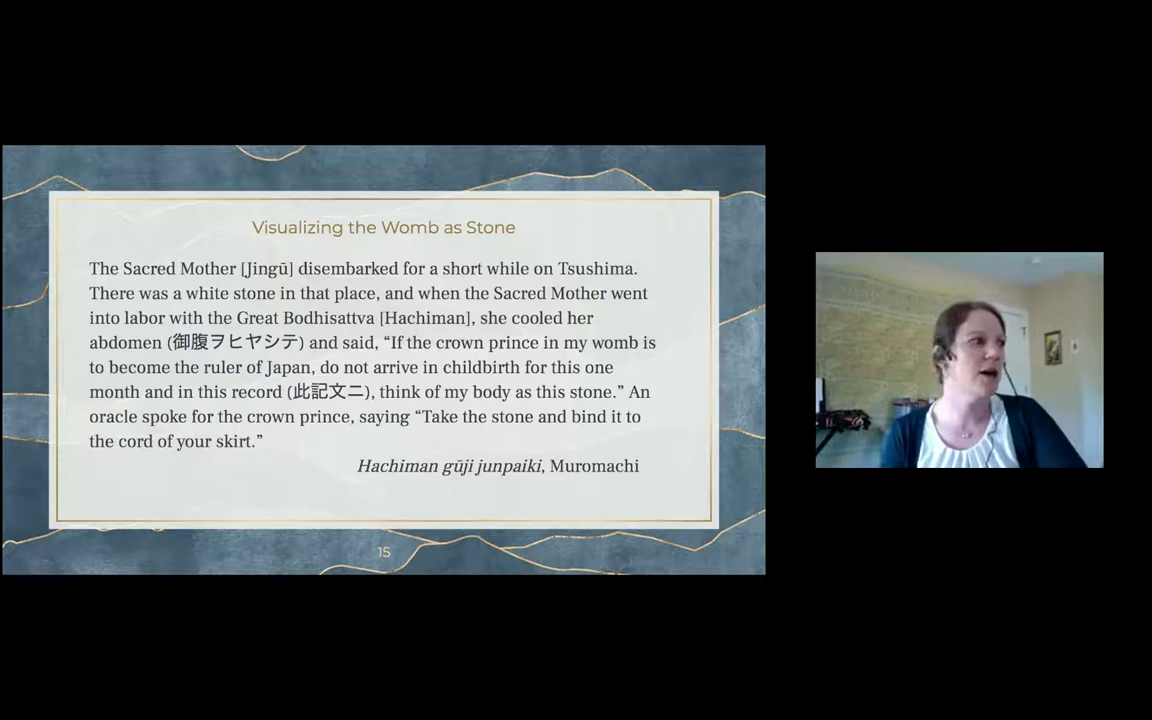 Visualizing the Womb as Stone
The Sacred Mother [Jingū] disembarked for a short while on Tsushima.
There was a white stone in that place, and when the Sacred Mother went
into labor with the Great Bodhisattva [Hachiman], she cooled her
abdomen (御腹ヲヒヤシテ) and said, “If the crown prince in my womb is
to become the ruler of Japan, do not arrive in childbirth for this one
month and in this record (此記文ニ), think of my body as this stone.” An
oracle spoke for the crown prince, saying “Take the stone and bind it to
the cord of your skirt.”
Hachiman gūji junpaiki, Muromachi
15